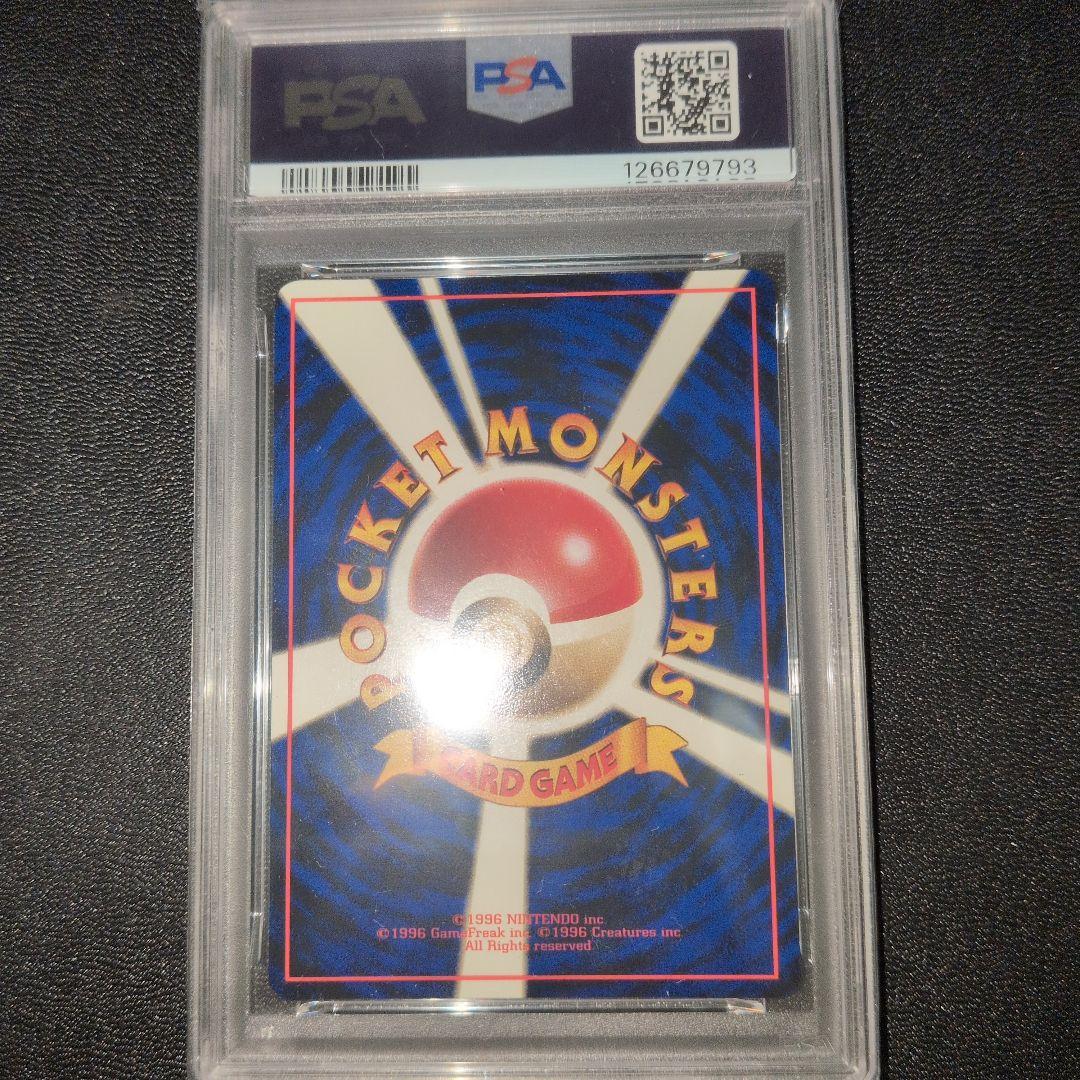 PSA
PSA
126679793
POCKET MONSTERS
CARD GAME
©1996 NINTENDO inc.
©1996 GameFreak inc. ©1996 Creatures inc.
All Rights reserved